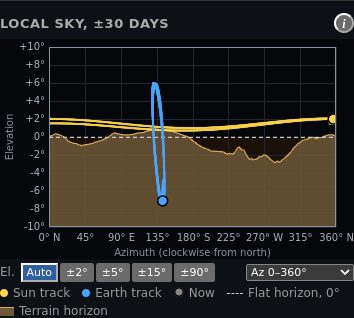 LOCAL SKY, ±30 DAYS
i
+10°
+8°
+6°
+4°
+2°
0°
-2°
-4°
-6°
-8°
-10°
Elevation
0° N 45° 90° E 135° 180° S 225° 270° W 315° 360° N
Azimuth (clockwise from north)
El. Auto ±2° ±5° ±15° ±90° Az 0–360°
Sun track Earth track Now Flat horizon, 0°
Terrain horizon